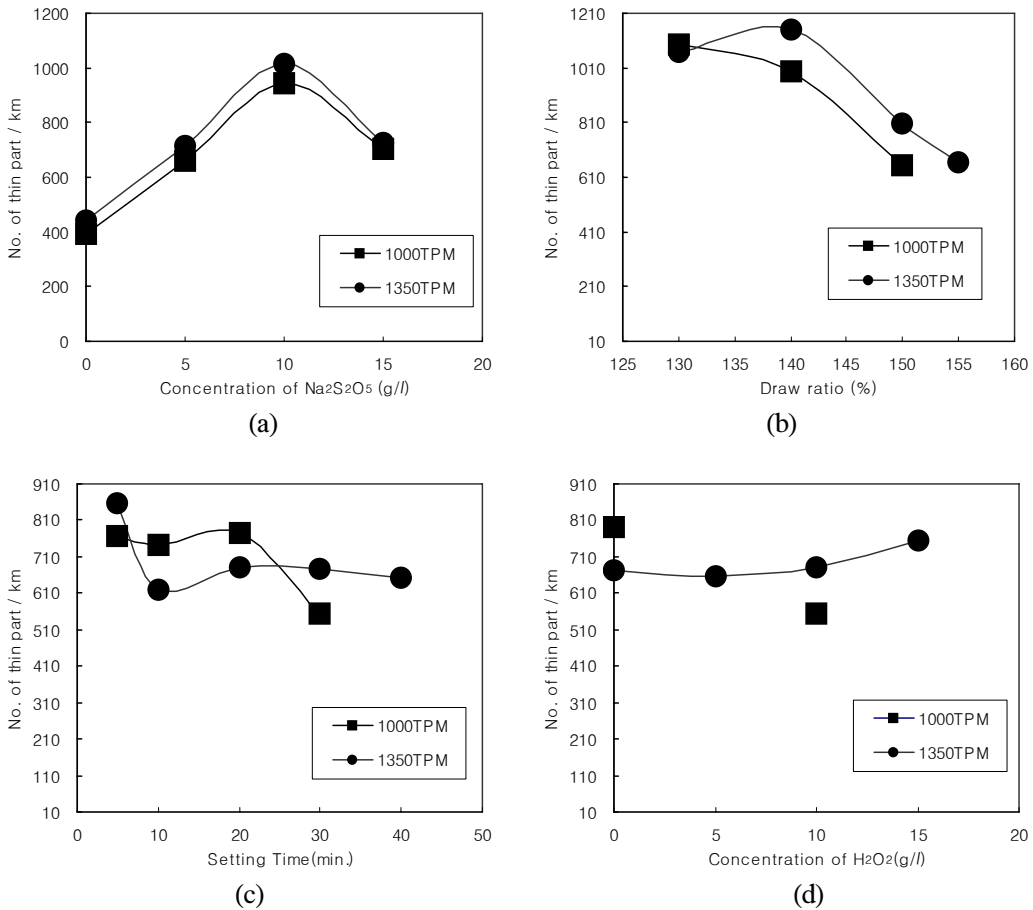 1200
1000
800
600
400
200
0
No. of thin part / km
1000TPM
1350TPM
0 5 10 15 20
Concentration of Na2S2O5 (g/l)
(a)
1210
1010
810
610
410
210
10
No. of thin part / km
1000TPM
1350TPM
125 130 135 140 145 150 155 160
Draw ratio (%)
(b)
910
810
710
610
510
410
310
210
110
10
No. of thin part / km
1000TPM
1350TPM
0 10 20 30 40 50
Setting Time(min.)
(c)
910
810
710
610
510
410
310
210
110
10
No. of thin part / km
1000TPM
1350TPM
0 5 10 15 20
Concentration of H2O2(g/l)
(d)